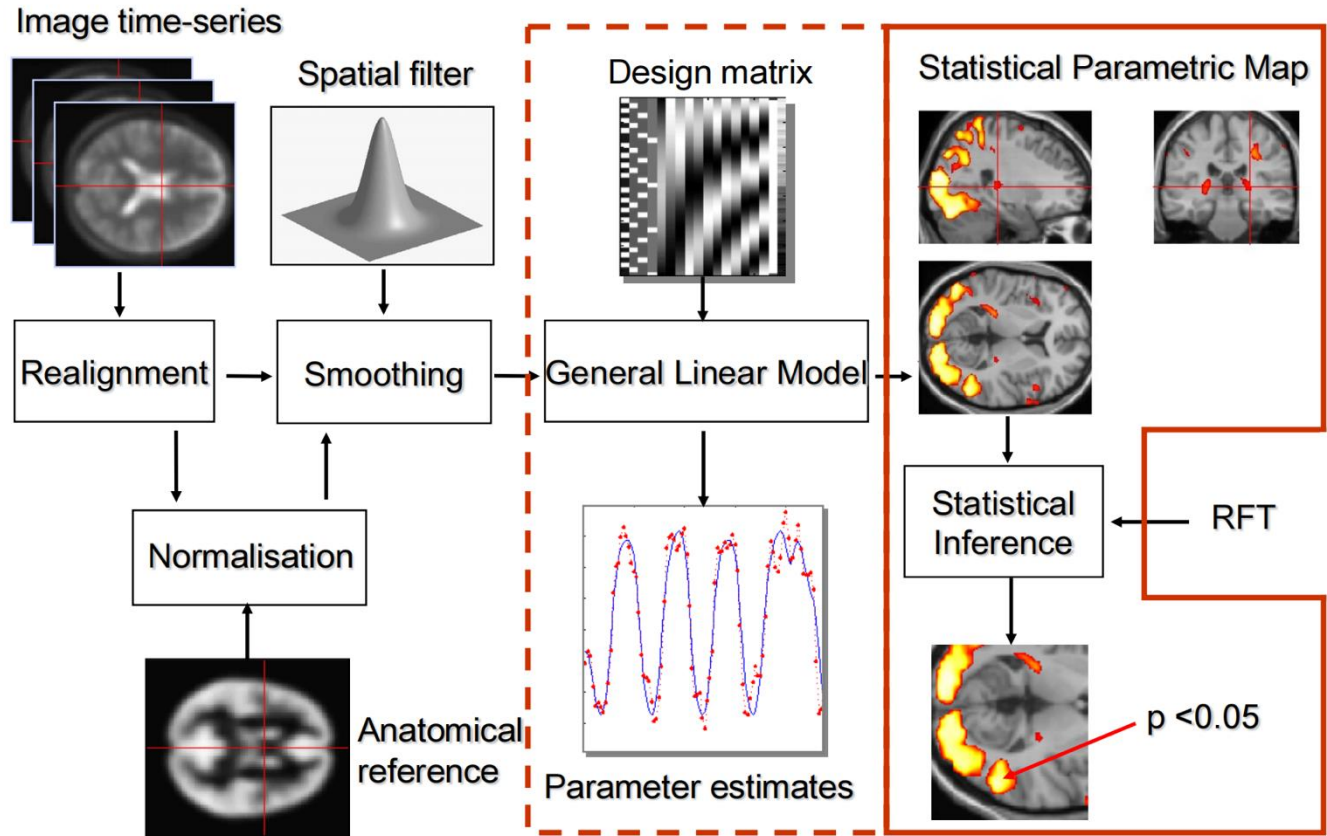 Image time-series
Spatial filter
Design matrix
Statistical Parametric Map
Realignment
Smoothing
General Linear Model
Normalisation
Statistical
Inference
RFT
Anatomical
reference
Parameter estimates
p <0.05